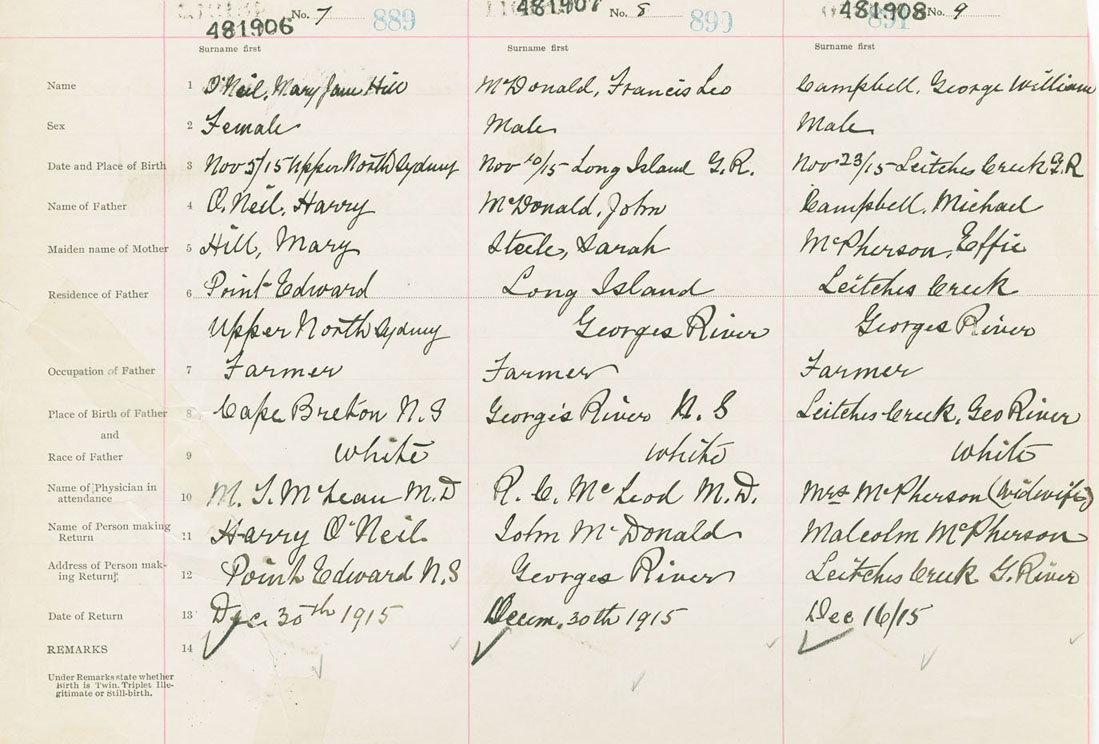 481906 No. 7 889
481907 No. 8 890
481908 No. 9 891
Surname first Surname first Surname first
Name 1 O'Neil, Mary Jane Hill McDonald, Francis Leo Campbell, George William
Sex 2 Female Male Male
Date and Place of Birth 3 Nov 5/15 Upper North Sydney Nov 10/15 Long Island G.R. Nov 23/15 Leitches Creek G.R
Name of Father 4 O'Neil, Harry McDonald, John Campbell, Michael
Maiden name of Mother 5 Hill, Mary Steele, Sarah McPherson, Effie
Residence of Father 6 Point Edward Long Island Leitches Creek
Upper North Sydney Georges River Georges River
Occupation of Father 7 Farmer Farmer Farmer
Place of Birth of Father 8 Cape Breton N.S Georges River N.S Leitches Creek, Geo River
and
Race of Father 9 White White White
Name of Physician in 10 M. McLean M.D R. C. McLeod M.D. Mrs McPherson (Midwife)
attendance
Name of Person making 11 Harry O'Neil John McDonald Malcolm McPherson
Return
Address of Person mak- 12 Point Edward N.S Georges River Leitches Creek G. River
ing Return
Date of Return 13 Dec 30th 1915 Decem. 30th 1915 Dec 16/15
REMARKS 14
Under Remarks state whether
Birth is Twin, Triplet Ille-
gitimate or Still-birth.